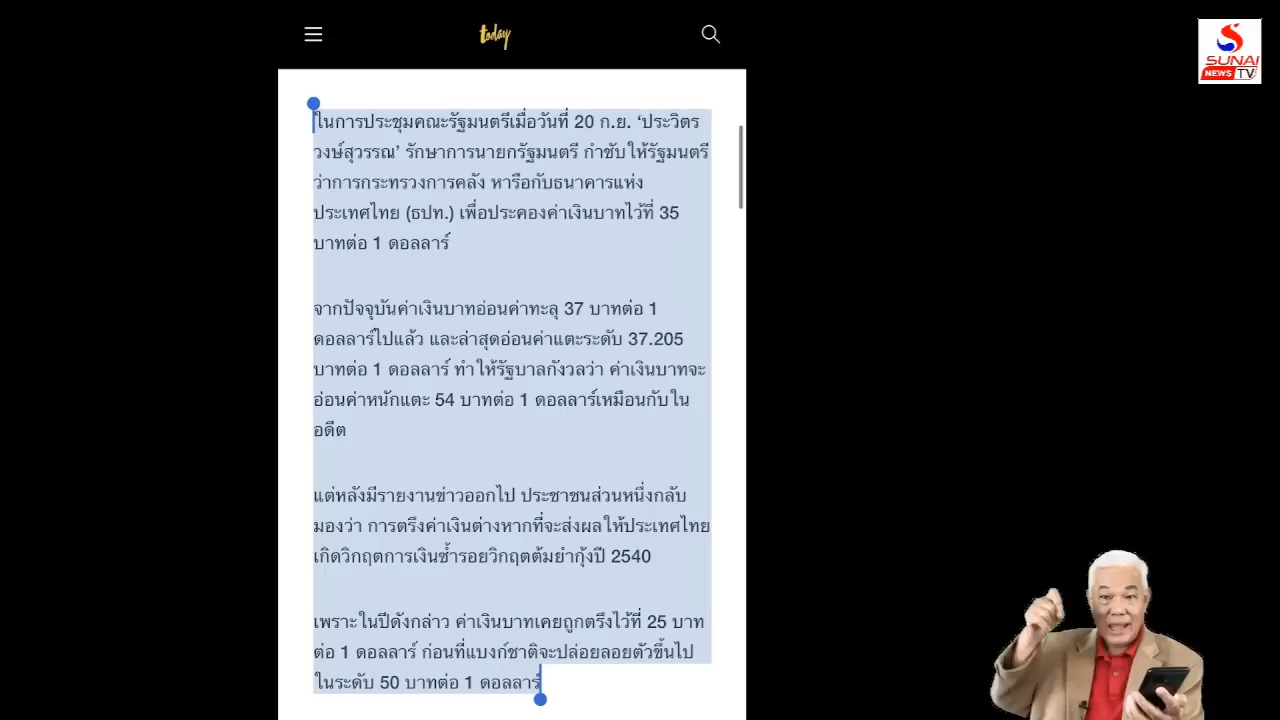 today
SUNAI
NEWS TV
ในการประชุมคณะรัฐมนตรีเมื่อวันที่ 20 ก.ย. ‘ประวิตร
วงษ์สุวรรณ’ รักษาการนายกรัฐมนตรี กำชับให้รัฐมนตรี
ว่าการกระทรวงการคลัง หารือกับธนาคารแห่ง
ประเทศไทย (ธปท.) เพื่อประคองค่าเงินบาทไว้ที่ 35
บาทต่อ 1 ดอลลาร์
จากปัจจุบันค่าเงินบาทอ่อนค่าทะลุ 37 บาทต่อ 1
ดอลลาร์ไปแล้ว และล่าสุดอ่อนค่าแตะระดับ 37.205
บาทต่อ 1 ดอลลาร์ ทำให้รัฐบาลกังวลว่า ค่าเงินบาทจะ
อ่อนค่าหนักแตะ 54 บาทต่อ 1 ดอลลาร์เหมือนกับใน
อดีต
แต่หลังมีรายงานข่าวออกไป ประชาชนส่วนหนึ่งกลับ
มองว่า การตรึงค่าเงินต่างหากที่จะส่งผลให้ประเทศไทย
เกิดวิกฤตการเงินซ้ำรอยวิกฤตต้มยำกุ้งปี 2540
เพราะในปีดังกล่าว ค่าเงินบาทเคยถูกตรึงไว้ที่ 25 บาท
ต่อ 1 ดอลลาร์ ก่อนที่แบงก์ชาติจะปล่อยลอยตัวขึ้นไป
ในระดับ 50 บาทต่อ 1 ดอลลาร์